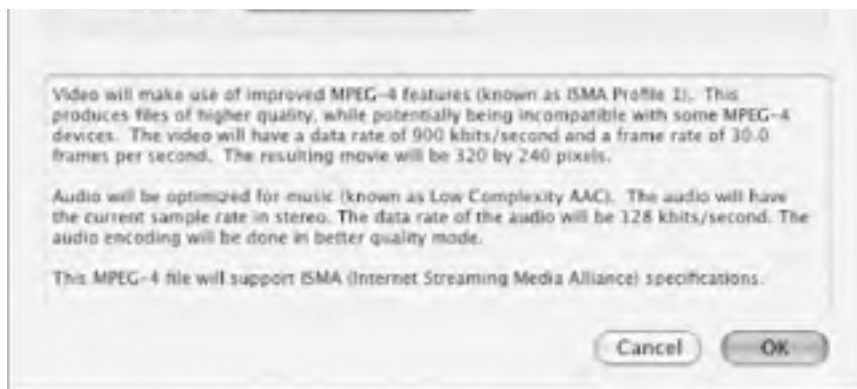 Video will make use of improved MPEG-4 features (known as ISMA Profile 1). This
produces files of higher quality, while potentially being incompatible with some MPEG-4
devices. The video will have a data rate of 900 kbits/second and a frame rate of 30.0
frames per second. The resulting movie will be 320 by 240 pixels.
Audio will be optimized for music (known as Low Complexity AAC). The audio will have
the current sample rate in stereo. The data rate of the audio will be 128 kbits/second. The
audio encoding will be done in better quality mode.
This MPEG-4 file will support ISMA (Internet Streaming Media Alliance) specifications.
Cancel OK